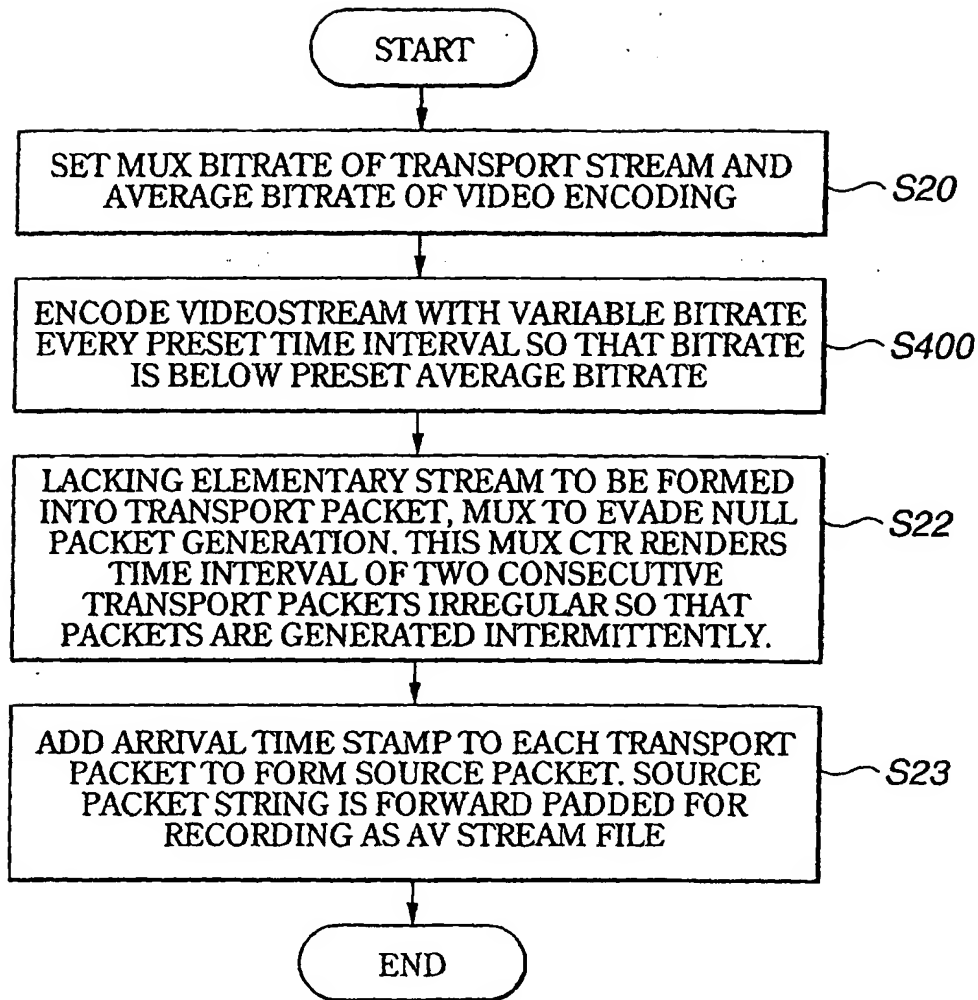 START
SET MUX BITRATE OF TRANSPORT STREAM AND
AVERAGE BITRATE OF VIDEO ENCODING
S20
ENCODE VIDEOSTREAM WITH VARIABLE BITRATE
EVERY PRESET TIME INTERVAL SO THAT BITRATE
IS BELOW PRESET AVERAGE BITRATE
S400
LACKING ELEMENTARY STREAM TO BE FORMED
INTO TRANSPORT PACKET, MUX TO EVADE NULL
PACKET GENERATION. THIS MUX CTR RENDERS
TIME INTERVAL OF TWO CONSECUTIVE
TRANSPORT PACKETS IRREGULAR SO THAT
PACKETS ARE GENERATED INTERMITTENTLY.
S22
ADD ARRIVAL TIME STAMP TO EACH TRANSPORT
PACKET TO FORM SOURCE PACKET. SOURCE
PACKET STRING IS FORWARD PADDED FOR
RECORDING AS AV STREAM FILE
S23
END